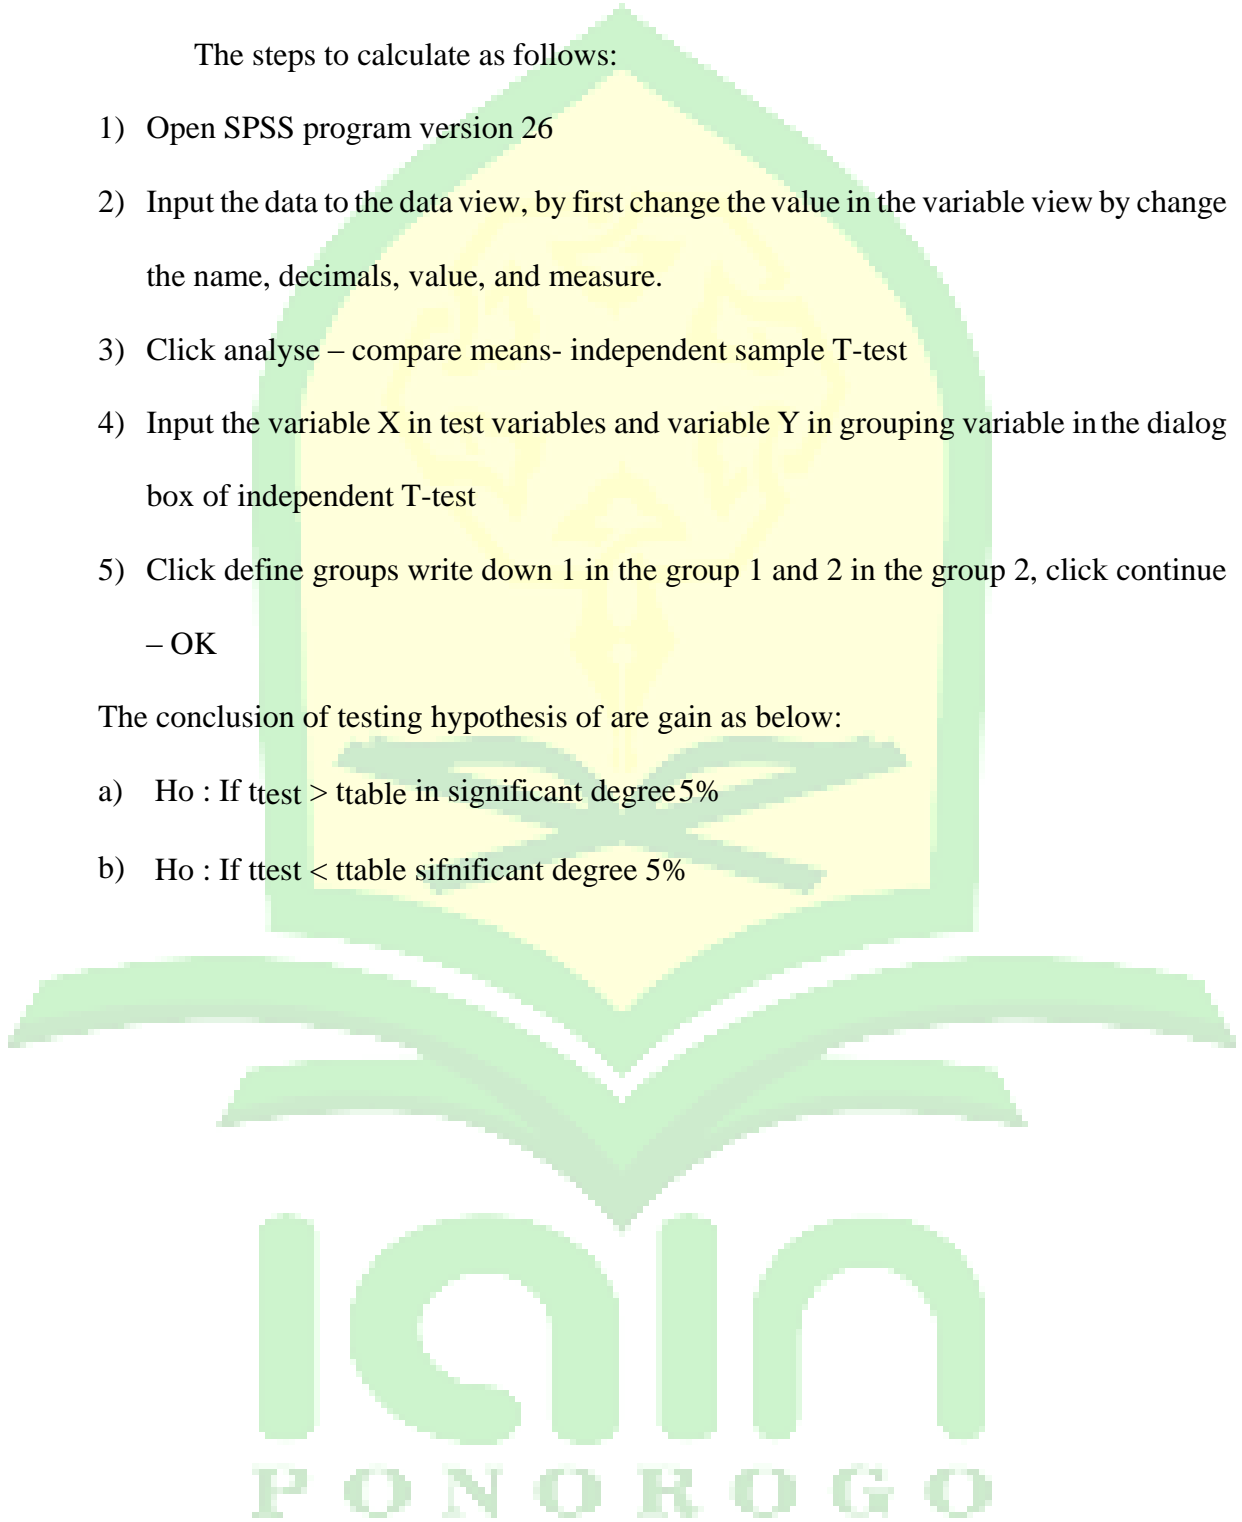 The steps to calculate as follows:
1) Open SPSS program version 26
2) Input the data to the data view, by first change the value in the variable view by change
the name, decimals, value, and measure.
3) Click analyse – compare means- independent sample T-test
4) Input the variable X in test variables and variable Y in grouping variable in the dialog
box of independent T-test
5) Click define groups write down 1 in the group 1 and 2 in the group 2, click continue
– OK
The conclusion of testing hypothesis of are gain as below:
a) Ho : If ttest > ttable in significant degree 5%
b) Ho : If ttest < ttable sifnificant degree 5%
iain
PONOROGO